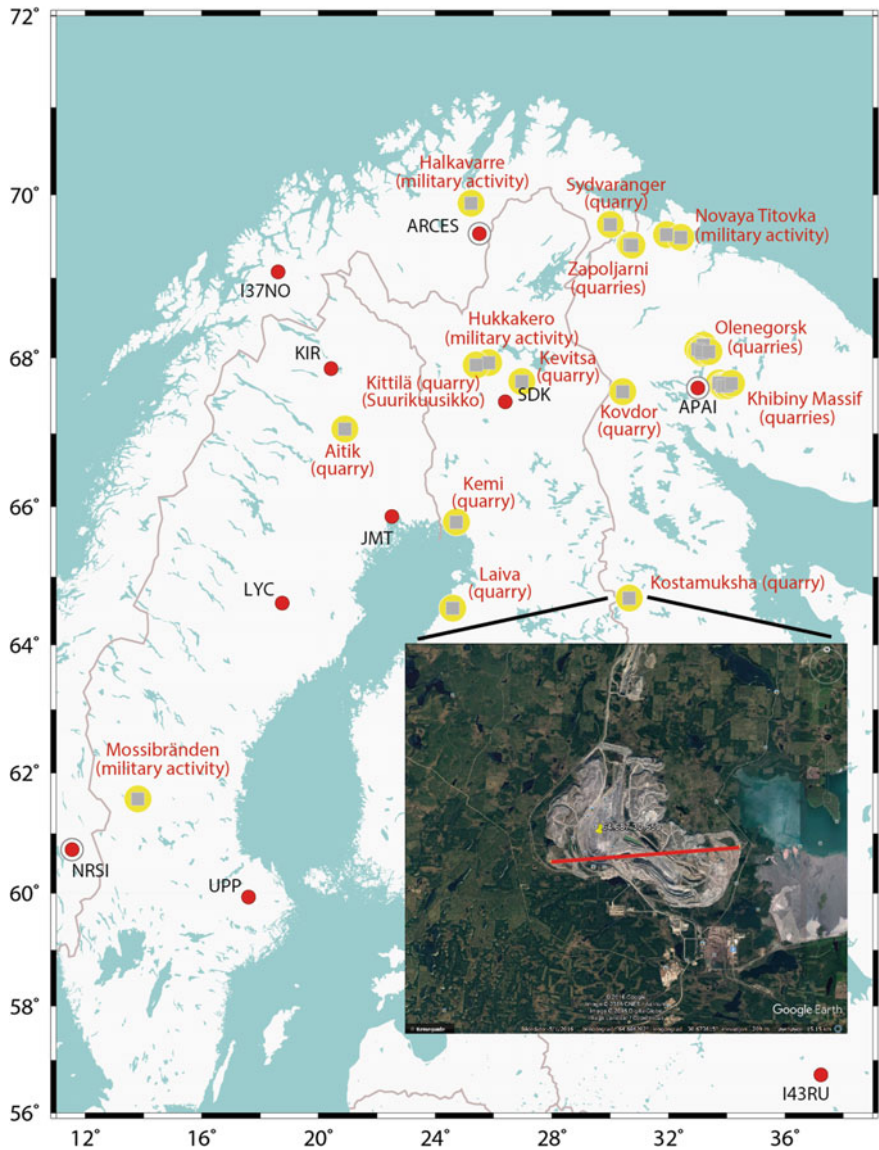 72°
70°
68°
66°
64°
62°
60°
58°
56°
Halkavarre
(military activity)
ARCES
Sydvaranger
(quarry)
Novaya Titovka
(military activity)
Zapoljarni
(quarries)
I37NO
Hukkakero
(military activity)
Olenegorsk
(quarries)
KIR
Kevitsa
(quarry)
Kittilä (quarry)
(Suurikuusikko)
SDK
Kovdor
(quarry)
APAI
Khibiny Massif
(quarries)
Aitik
(quarry)
Kemi
(quarry)
JMT
LYC
Laiva
(quarry)
Kostamuksha (quarry)
Mossibränden
(military activity)
NRSI
UPP
Google Earth
I43RU
12°
16°
20°
24°
28°
32°
36°